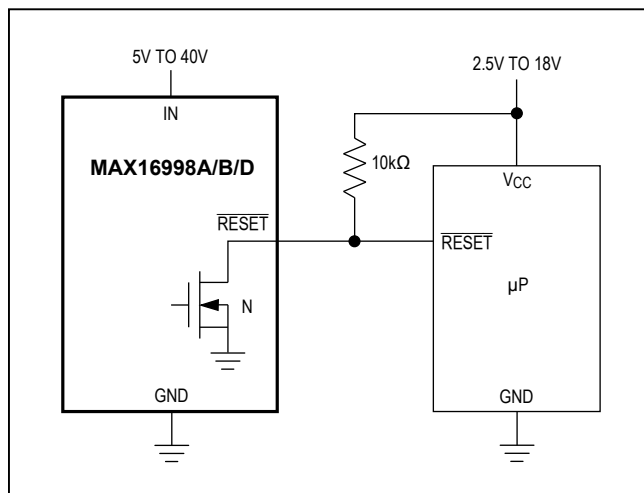 5V TO 40V
2.5V TO 18V
IN
MAX16998A/B/D
10kΩ
VCC
RESET
RESET
µP
N
GND
GND